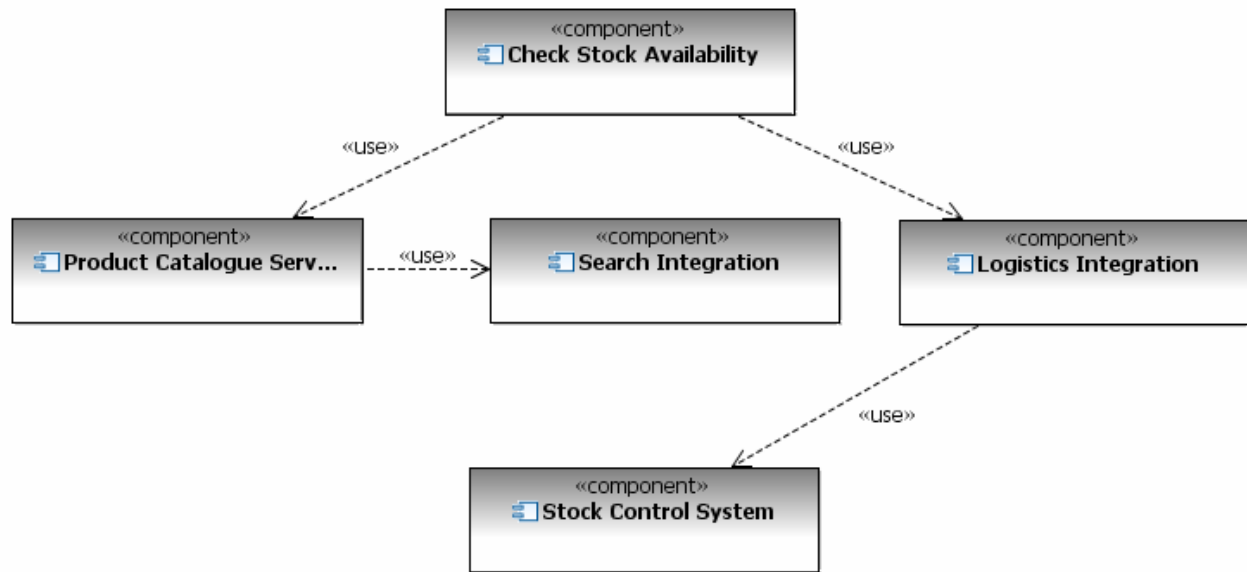 «component»
Check Stock Availability
«use»
«use»
«component»
Product Catalogue Serv...
«use»
«component»
Search Integration
«component»
Logistics Integration
«use»
«component»
Stock Control System